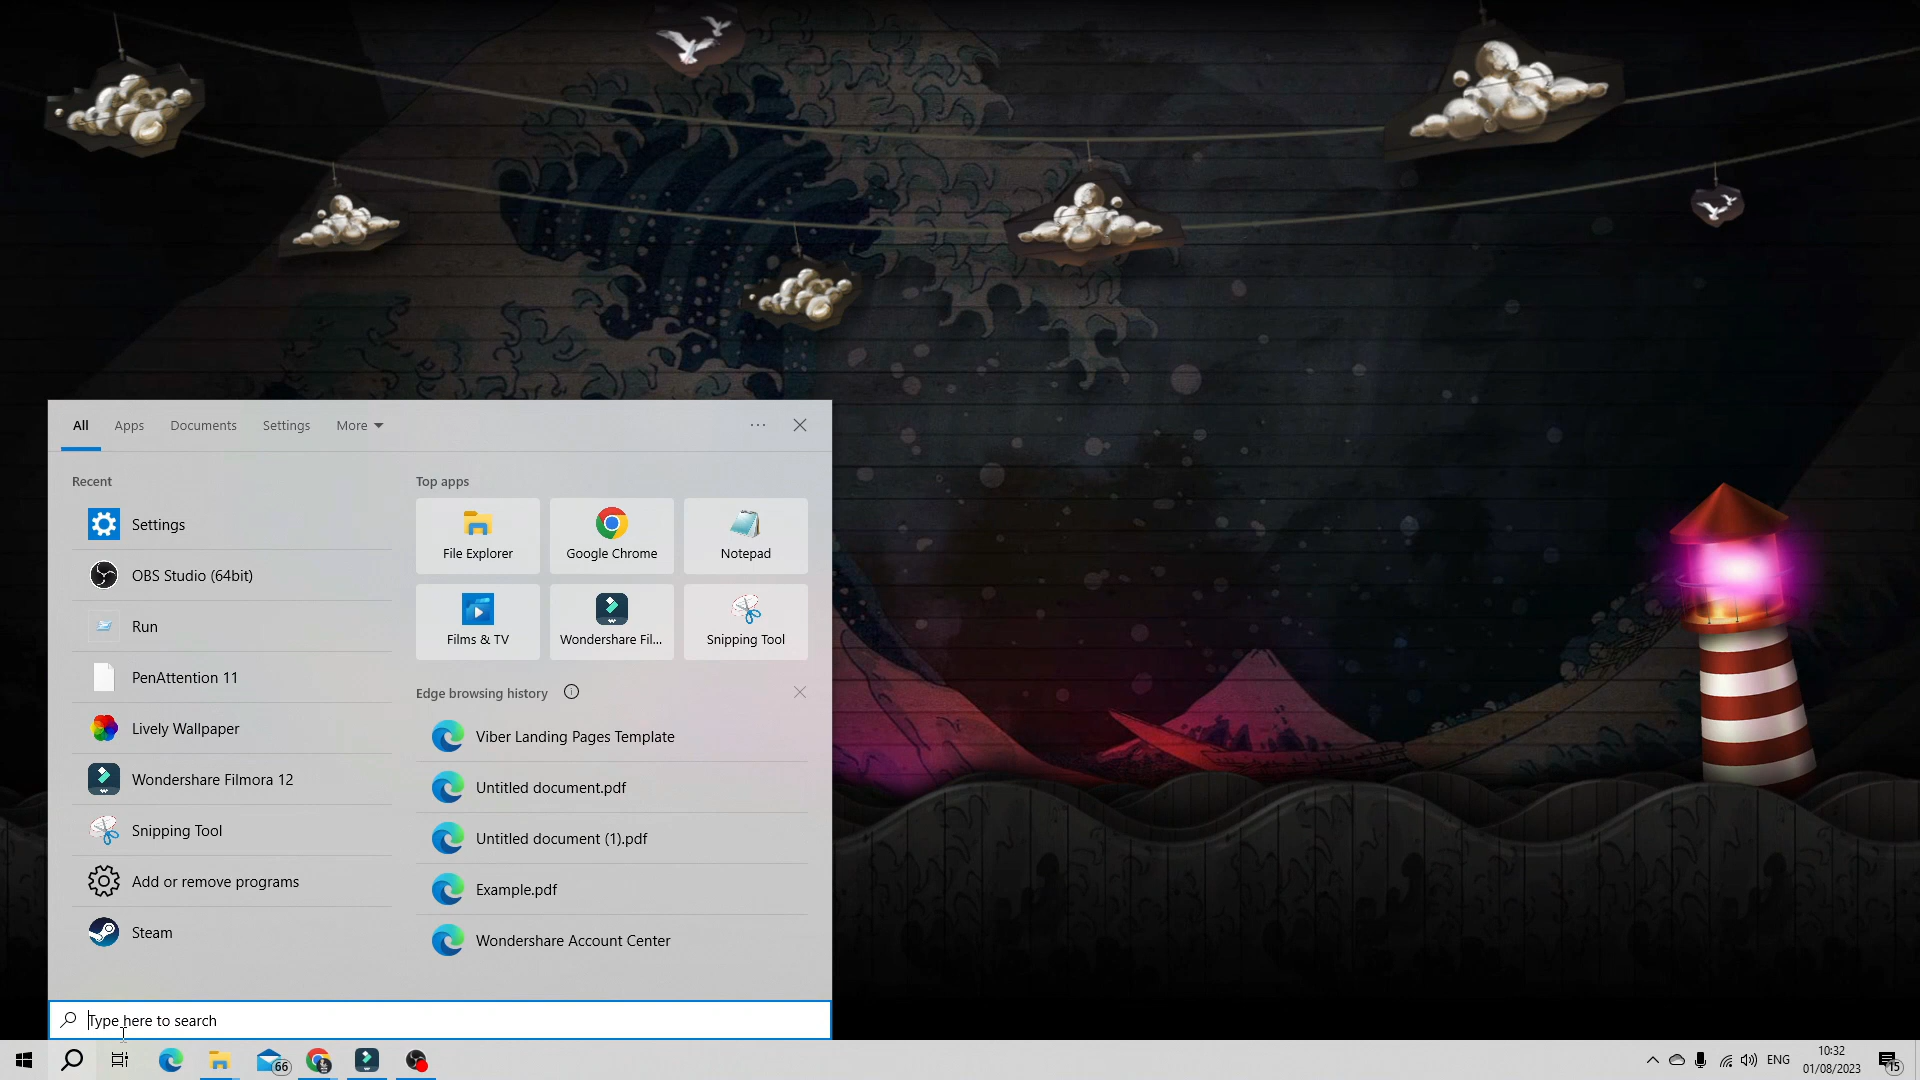 All
Apps
Documents
Settings
More
Recent
Settings
OBS Studio (64bit)
Run
PenAttention 11
Lively Wallpaper
Wondershare Filmora 12
Snipping Tool
Add or remove programs
Steam
Top apps
File Explorer
Google Chrome
Notepad
Films & TV
Wondershare Fil...
Snipping Tool
Edge browsing history
Viber Landing Pages Template
Untitled document.pdf
Untitled document (1).pdf
Example.pdf
Wondershare Account Center
Type here to search
66
ENG
10:32
01/08/2023
15